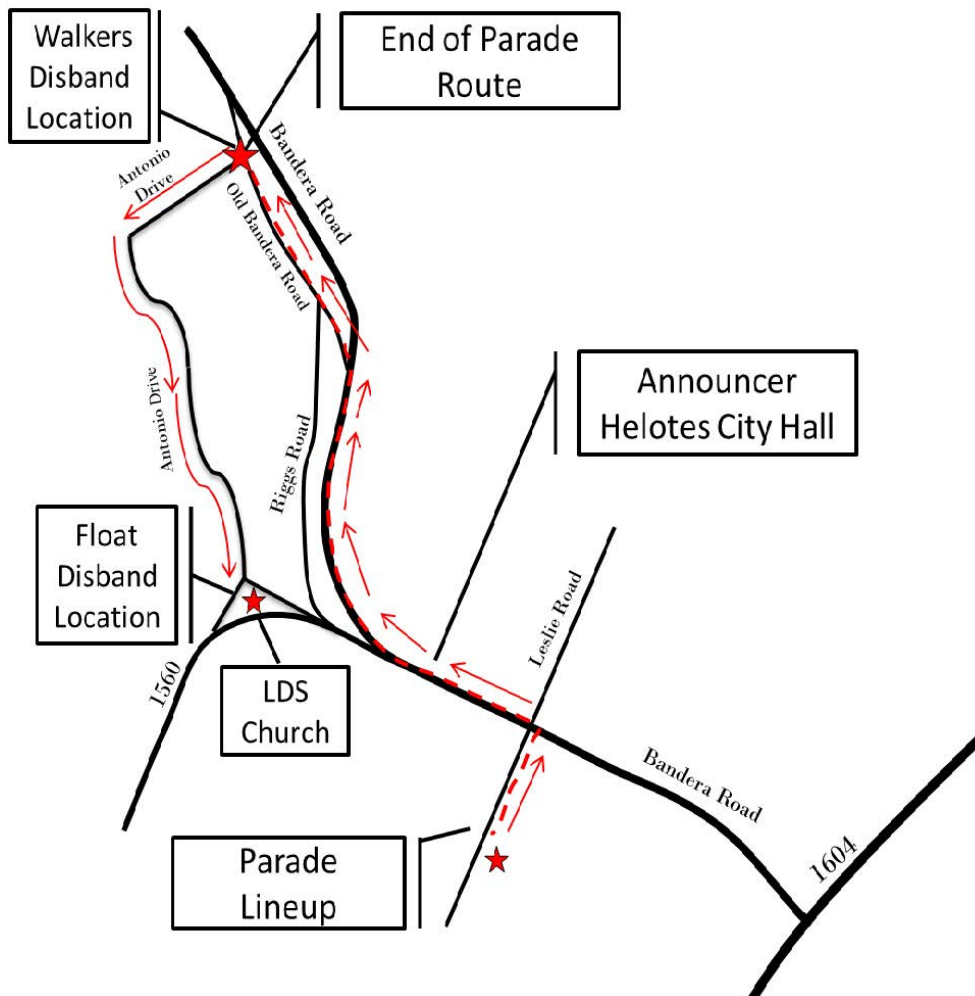 Walkers
Disband
Location
End of Parade
Route
Antonio
Drive
Bandera Road
Old Bandera Road
Antonio Drive
Riggs Road
Announcer
Helotes City Hall
Float
Disband
Location
Leslie Road
1560
LDS
Church
Bandera Road
Parade
Lineup
1604